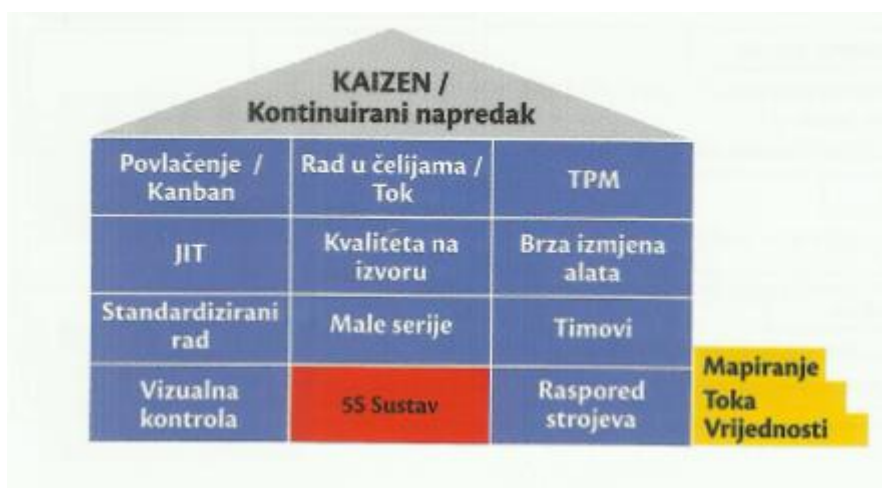 KAIZEN /
Kontinuirani napredak
Povlačenje /
Kanban
Rad u ćelijama /
Tok
TPM
JIT
Kvaliteta na
izvoru
Brza izmjena
alata
Standardizirani
rad
Male serije
Timovi
Vizualna
kontrola
5S Sustav
Raspored
strojeva
Mapiranje
Toka
Vrijednosti